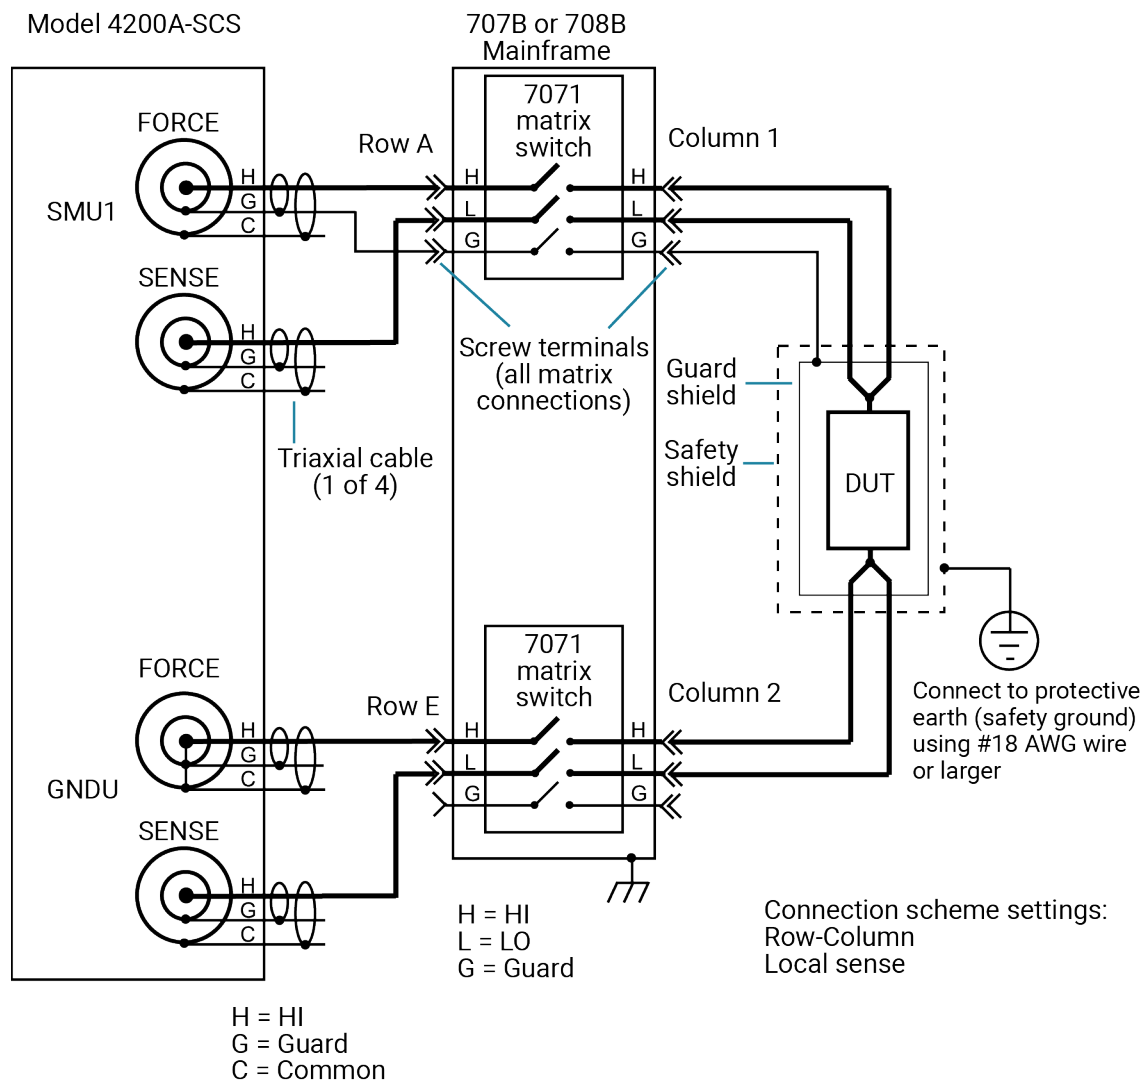 Model 4200A-SCS
707B or 708B
Mainframe
7071
matrix
switch
FORCE
Row A
Column 1
H
G
C
H
L
G
H
L
G
SMU1
SENSE
H
G
C
Screw terminals
(all matrix
connections)
Guard
shield
Safety
shield
Triaxial cable
(1 of 4)
DUT
7071
matrix
switch
FORCE
Row E
Column 2
Connect to protective
earth (safety ground)
using #18 AWG wire
or larger
H
G
C
H
L
G
H
L
G
GNDU
SENSE
H
G
C
H = HI
L = LO
G = Guard
Connection scheme settings:
Row-Column
Local sense
H = HI
G = Guard
C = Common